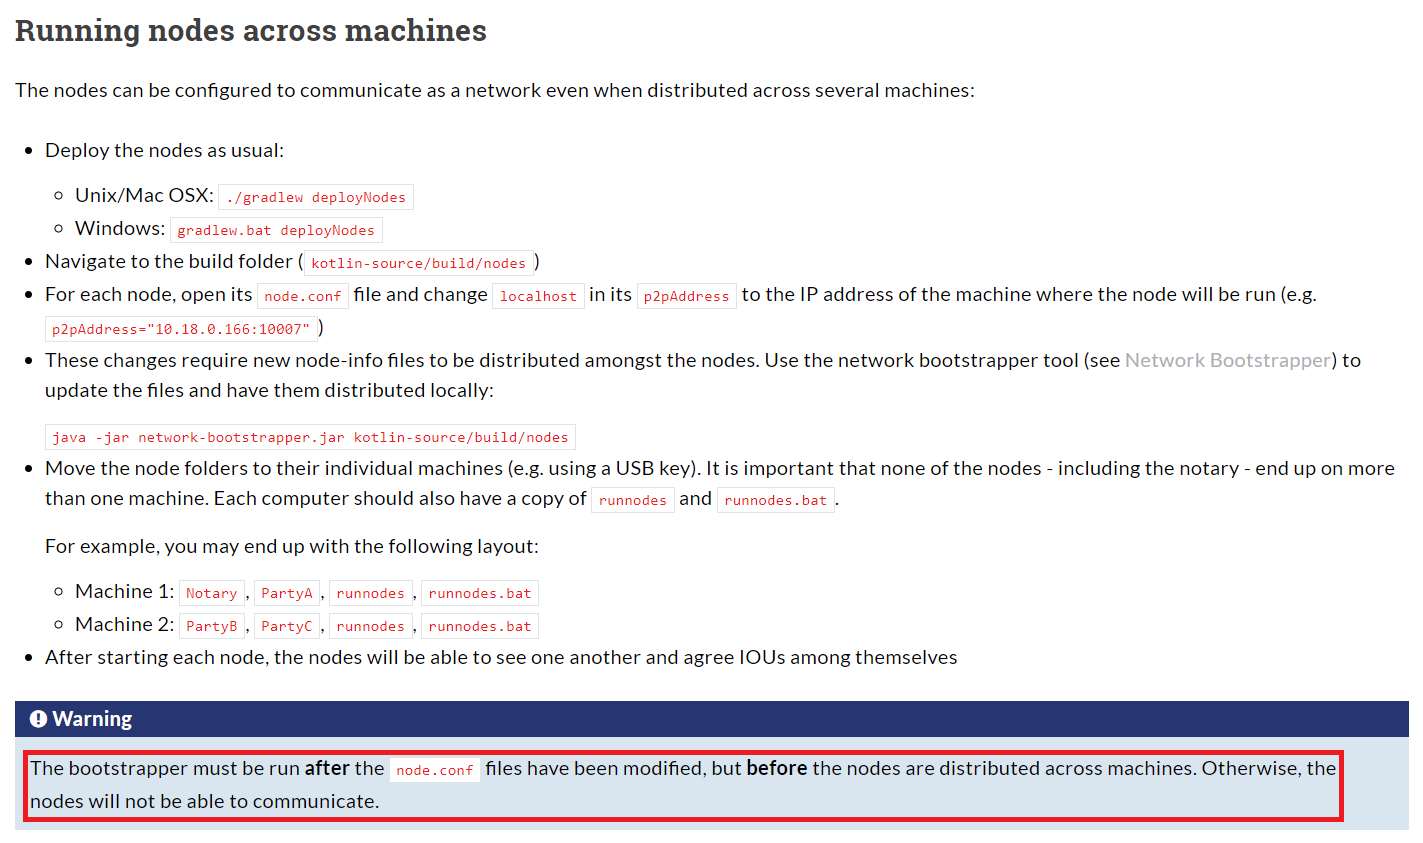 Running nodes across machines
The nodes can be configured to communicate as a network even when distributed across several machines:
Deploy the nodes as usual:
Unix/Mac OSX: ./gradlew deployNodes
Windows: gradlew.bat deployNodes
Navigate to the build folder ( kotlin-source/build/nodes )
For each node, open its node.conf file and change localhost in its p2pAddress to the IP address of the machine where the node will be run (e.g.
p2pAddress="10.18.0.166:10007" )
These changes require new node-info files to be distributed amongst the nodes. Use the network bootstrapper tool (see Network Bootstrapper) to
update the files and have them distributed locally:
java -jar network-bootstrapper.jar kotlin-source/build/nodes
Move the node folders to their individual machines (e.g. using a USB key). It is important that none of the nodes - including the notary - end up on more
than one machine. Each computer should also have a copy of runnodes and runnodes.bat .
For example, you may end up with the following layout:
Machine 1: Notary , PartyA , runnodes , runnodes.bat
Machine 2: PartyB , PartyC , runnodes , runnodes.bat
After starting each node, the nodes will be able to see one another and agree IOUs among themselves
Warning
The bootstrapper must be run after the node.conf files have been modified, but before the nodes are distributed across machines. Otherwise, the
nodes will not be able to communicate.